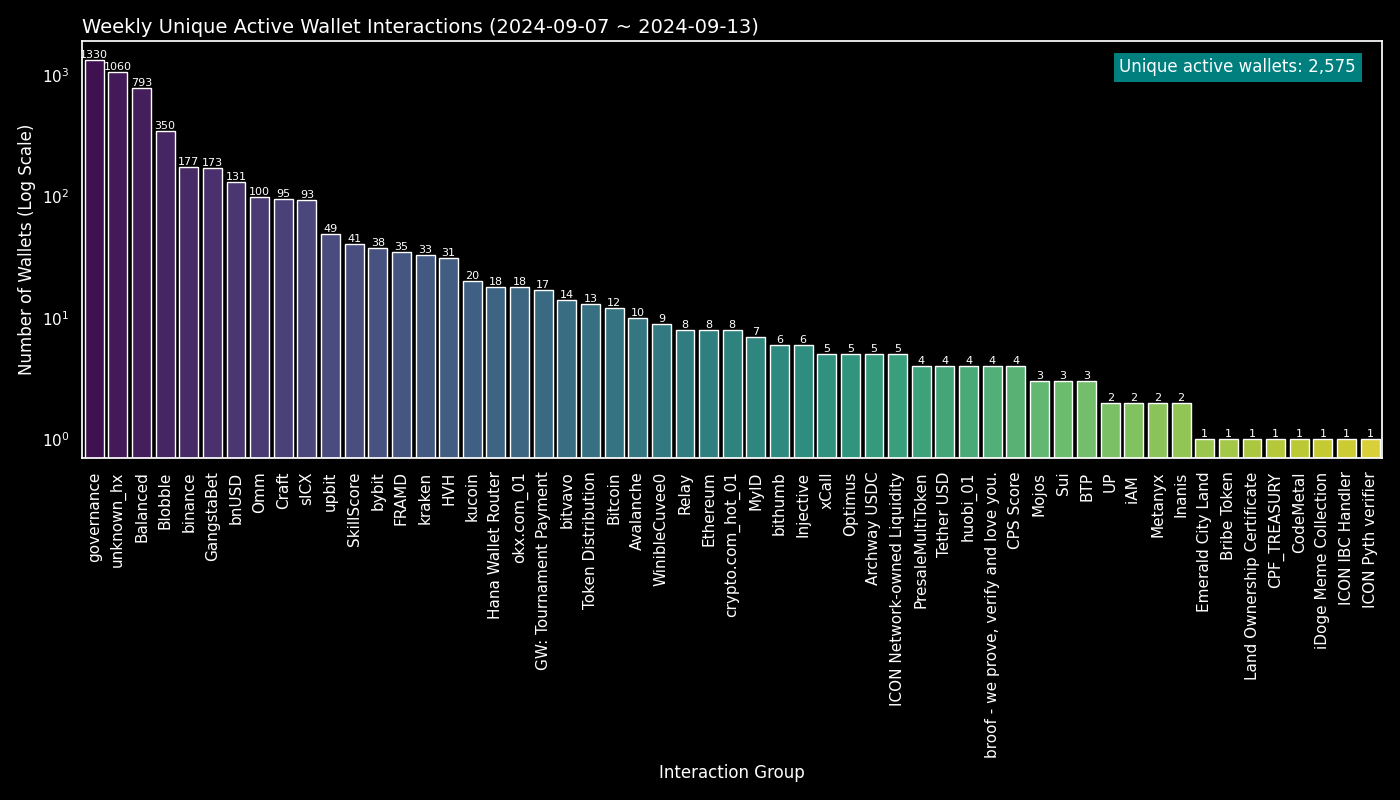 Weekly Unique Active Wallet Interactions (2024-09-07 ~ 2024-09-13)
Unique active wallets: 2,575
Number of Wallets (Log Scale)
10³
10²
10¹
10⁰
1330
1060
793
350
177
173
131
100
95
93
49
41
38
35
33
31
20
18
18
17
14
13
12
10
9
8
8
8
7
6
6
5
5
5
5
4
4
4
4
4
3
3
3
2
2
2
2
1
1
1
1
1
1
1
1
governance
unknown_hx
Balanced
Blobble
binance
GangstaBet
bnUSD
Omm
Craft
sICX
upbit
SkillScore
bybit
FRAMD
kraken
HVH
kucoin
Hana Wallet Router
okx.com_01
GW: Tournament Payment
bitvavo
Token Distribution
Bitcoin
Avalanche
WinibleCuvee0
Relay
Ethereum
crypto.com_hot_01
MyID
bithumb
Injective
xCall
Optimus
Archway USDC
ICON Network-owned Liquidity
PresaleMultiToken
Tether USD
huobi_01
broof - we prove, verify and love you.
CPS Score
Mojos
Sui
BTP
UP
iAM
Metanyx
Inanis
Emerald City Land
Bribe Token
Land Ownership Certificate
CPF_TREASURY
CodeMetal
iDoge Meme Collection
ICON IBC Handler
ICON Pyth verifier
Interaction Group